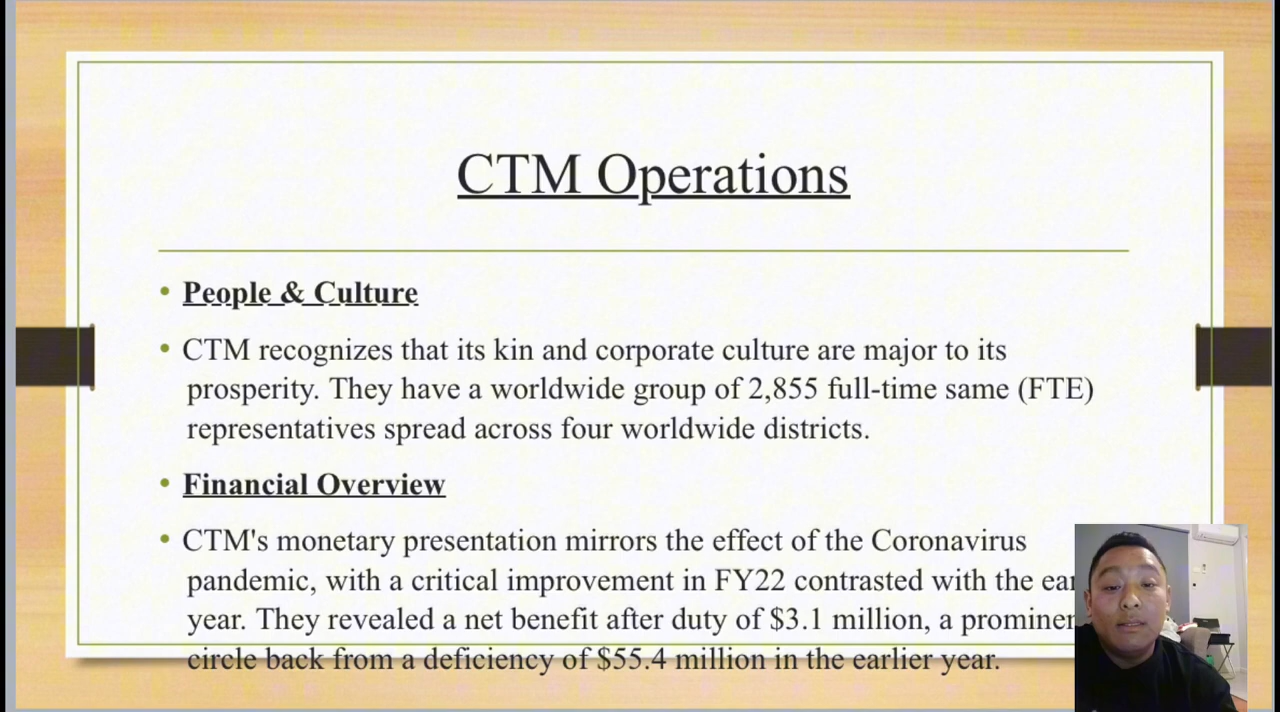 CTM Operations
• People & Culture
• CTM recognizes that its kin and corporate culture are major to its
prosperity. They have a worldwide group of 2,855 full-time same (FTE)
representatives spread across four worldwide districts.
• Financial Overview
• CTM's monetary presentation mirrors the effect of the Coronavirus
pandemic, with a critical improvement in FY22 contrasted with the
year. They revealed a net benefit after duty of $3.1 million, a
circle back from a deficiency of $55.4 million in the earlier year.